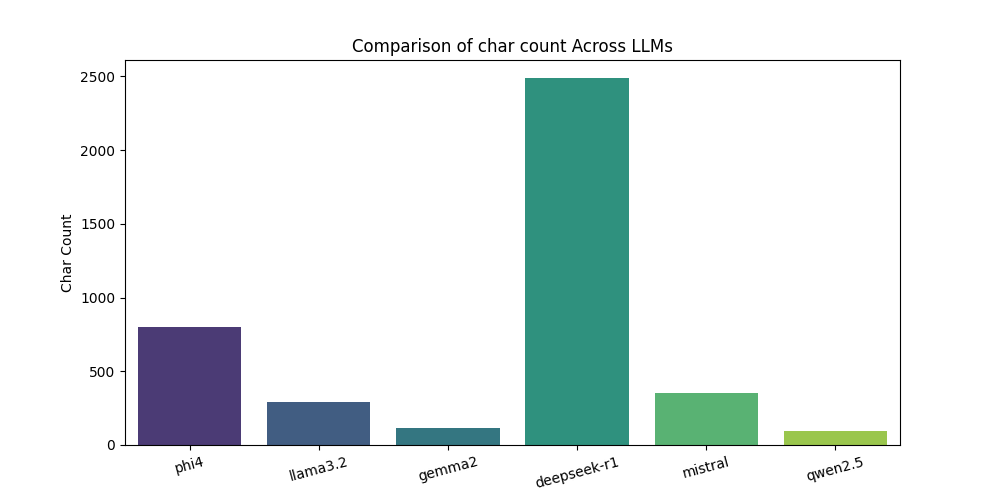 Comparison of char count Across LLMs
Char Count
2500
2000
1500
1000
500
0
phi4
llama3.2
gemma2
deepseek-r1
mistral
qwen2.5